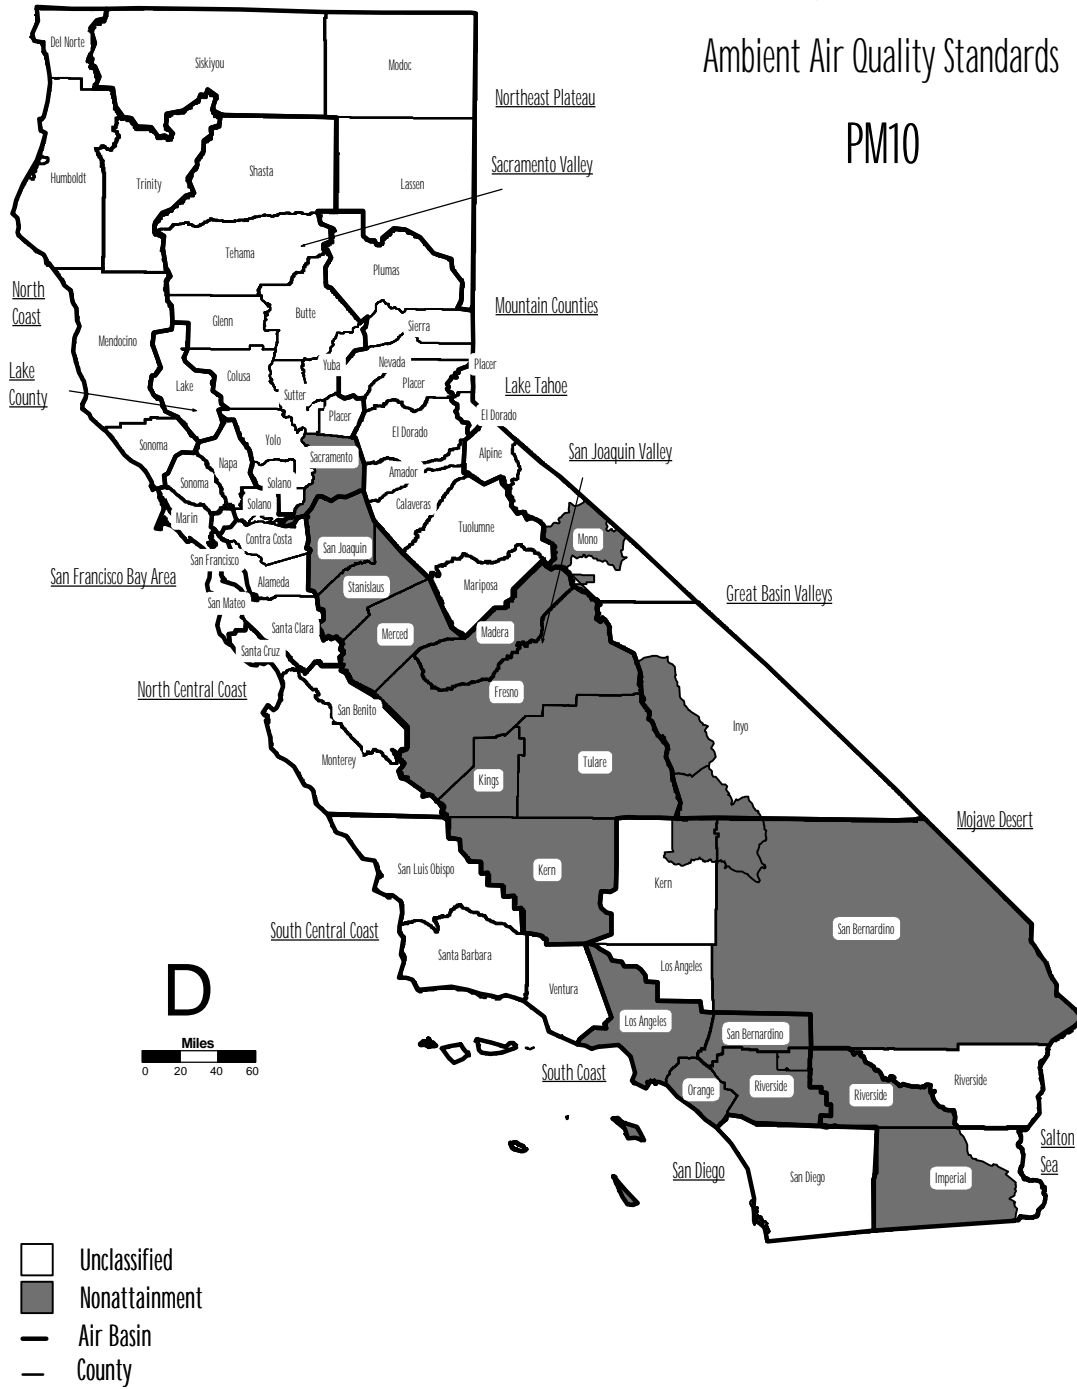 Ambient Air Quality Standards
PM10
Del Norte
Siskiyou
Modoc
Northeast Plateau
Sacramento Valley
Humboldt
Trinity
Shasta
Lassen
Tehama
Plumas
North
Coast
Mountain Counties
Mendocino
Glenn
Butte
Sierra
Lake
County
Lake
Colusa
Sutter
Yuba
Nevada
Placer
Placer
Lake Tahoe
Placer
El Dorado
El Dorado
Sonoma
Yolo
Sacramento
Alpine
San Joaquin Valley
Napa
Sonoma
Solano
Solano
Amador
Calaveras
Marin
Contra Costa
Tuolumne
Mono
San Joaquin
San Francisco
San Francisco Bay Area
Alameda
Stanislaus
Mariposa
Great Basin Valleys
San Mateo
Santa Clara
Merced
Madera
Santa Cruz
North Central Coast
San Benito
Fresno
Inyo
Monterey
Kings
Tulare
Mojave Desert
San Luis Obispo
Kern
Kern
San Bernardino
South Central Coast
Santa Barbara
Los Angeles
Ventura
D
Los Angeles
San Bernardino
Miles
0 20 40 60
South Coast
Orange
Riverside
Riverside
Riverside
Salton
Sea
San Diego
San Diego
Imperial
Unclassified
Nonattainment
Air Basin
County